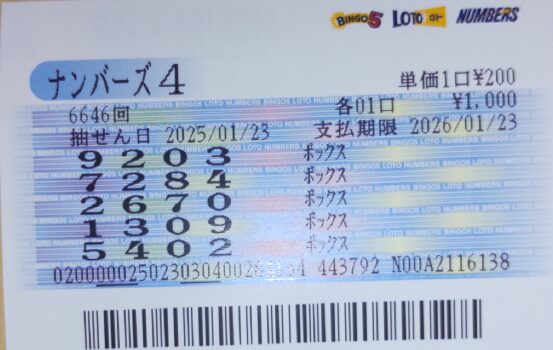 BINGO5 LOTO ロト NUMBERS
ナンバーズ4 単価1口¥200
6646回 各01口 ¥1,000
抽せん日 2025/01/23 支払期限 2026/01/23
9203 ボックス
7284 ボックス
2670 ボックス
1309 ボックス
5402 ボックス
443792 N00A2116138